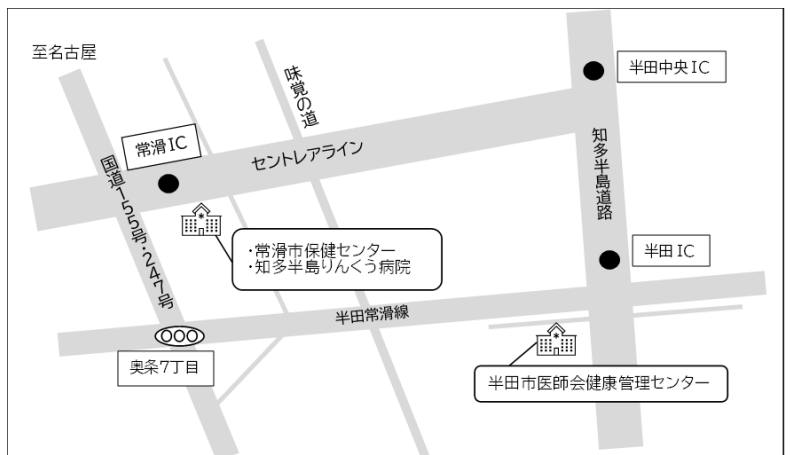 至名古屋
味覚の道
半田中央IC
常滑IC
セントレアライン
知多半島道路
国道155号・247号
・常滑市保健センター
・知多半島りんくう病院
半田IC
半田常滑線
奥条7丁目
半田市医師会健康管理センター